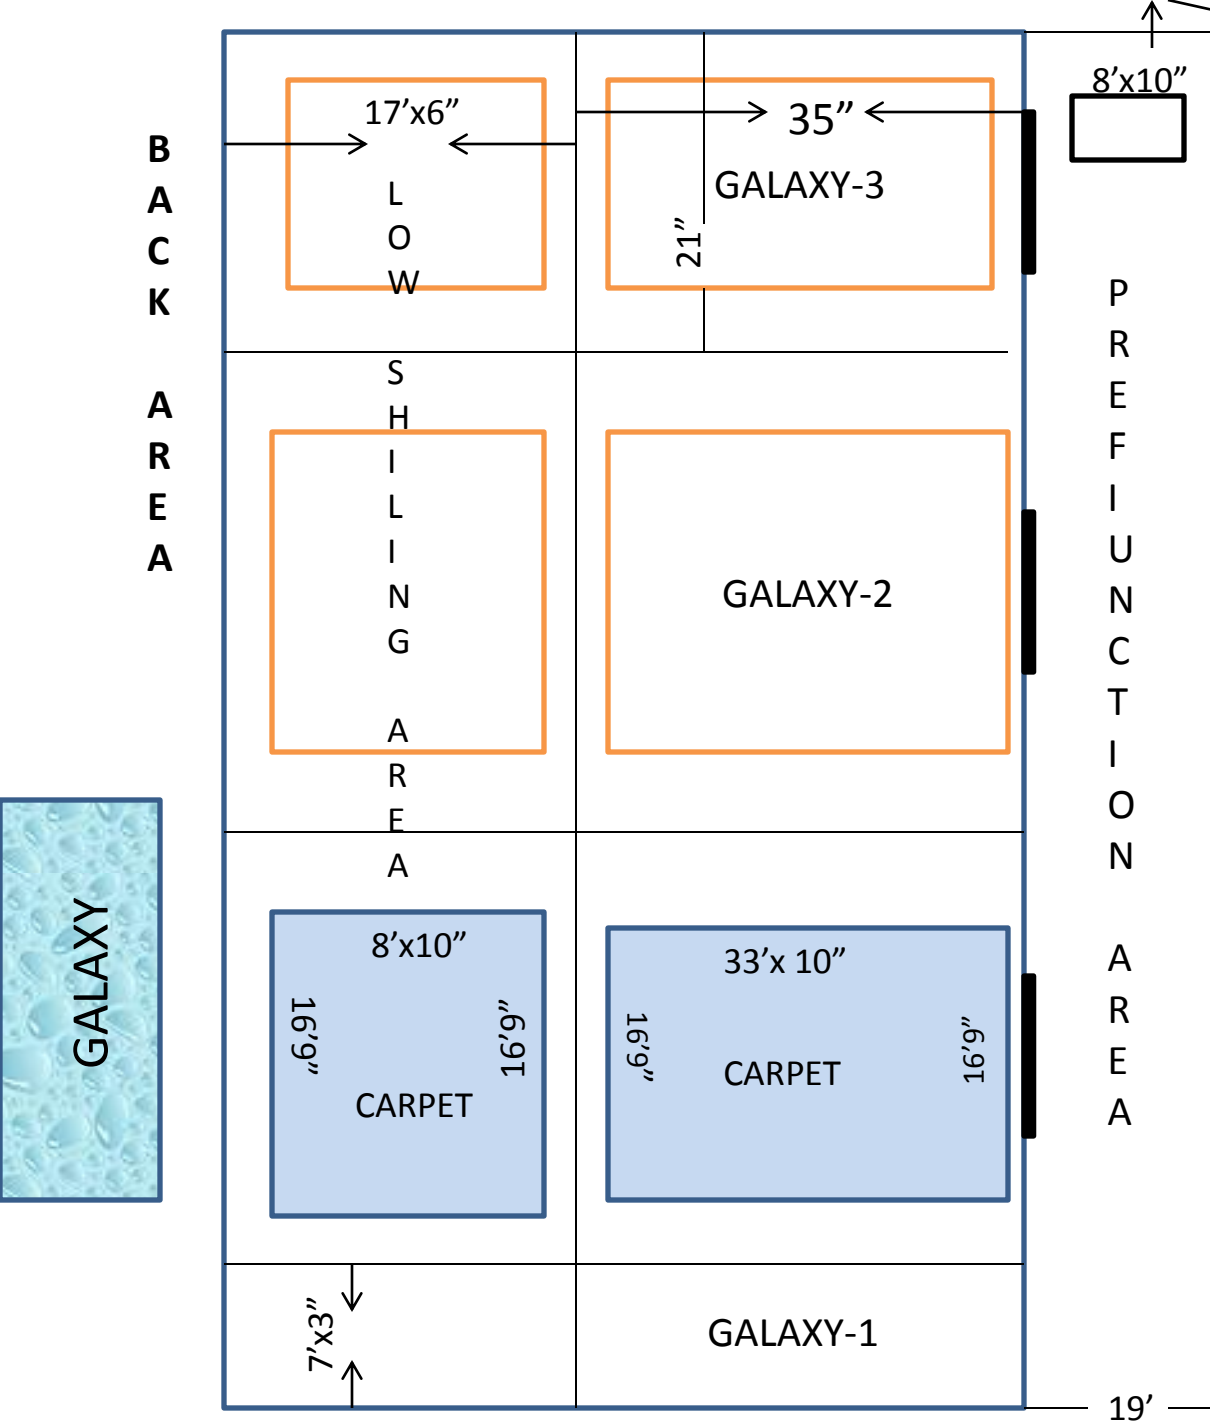 8’x10”
17’x6”
35”
GALAXY-3
21”
BACK AREA
LOW SHILING AREA
PREFIUNCTION AREA
GALAXY-2
GALAXY
8’x10”
16’9”
16’9”
CARPET
33’x 10”
16’9”
16’9”
CARPET
7’x3”
GALAXY-1
19'